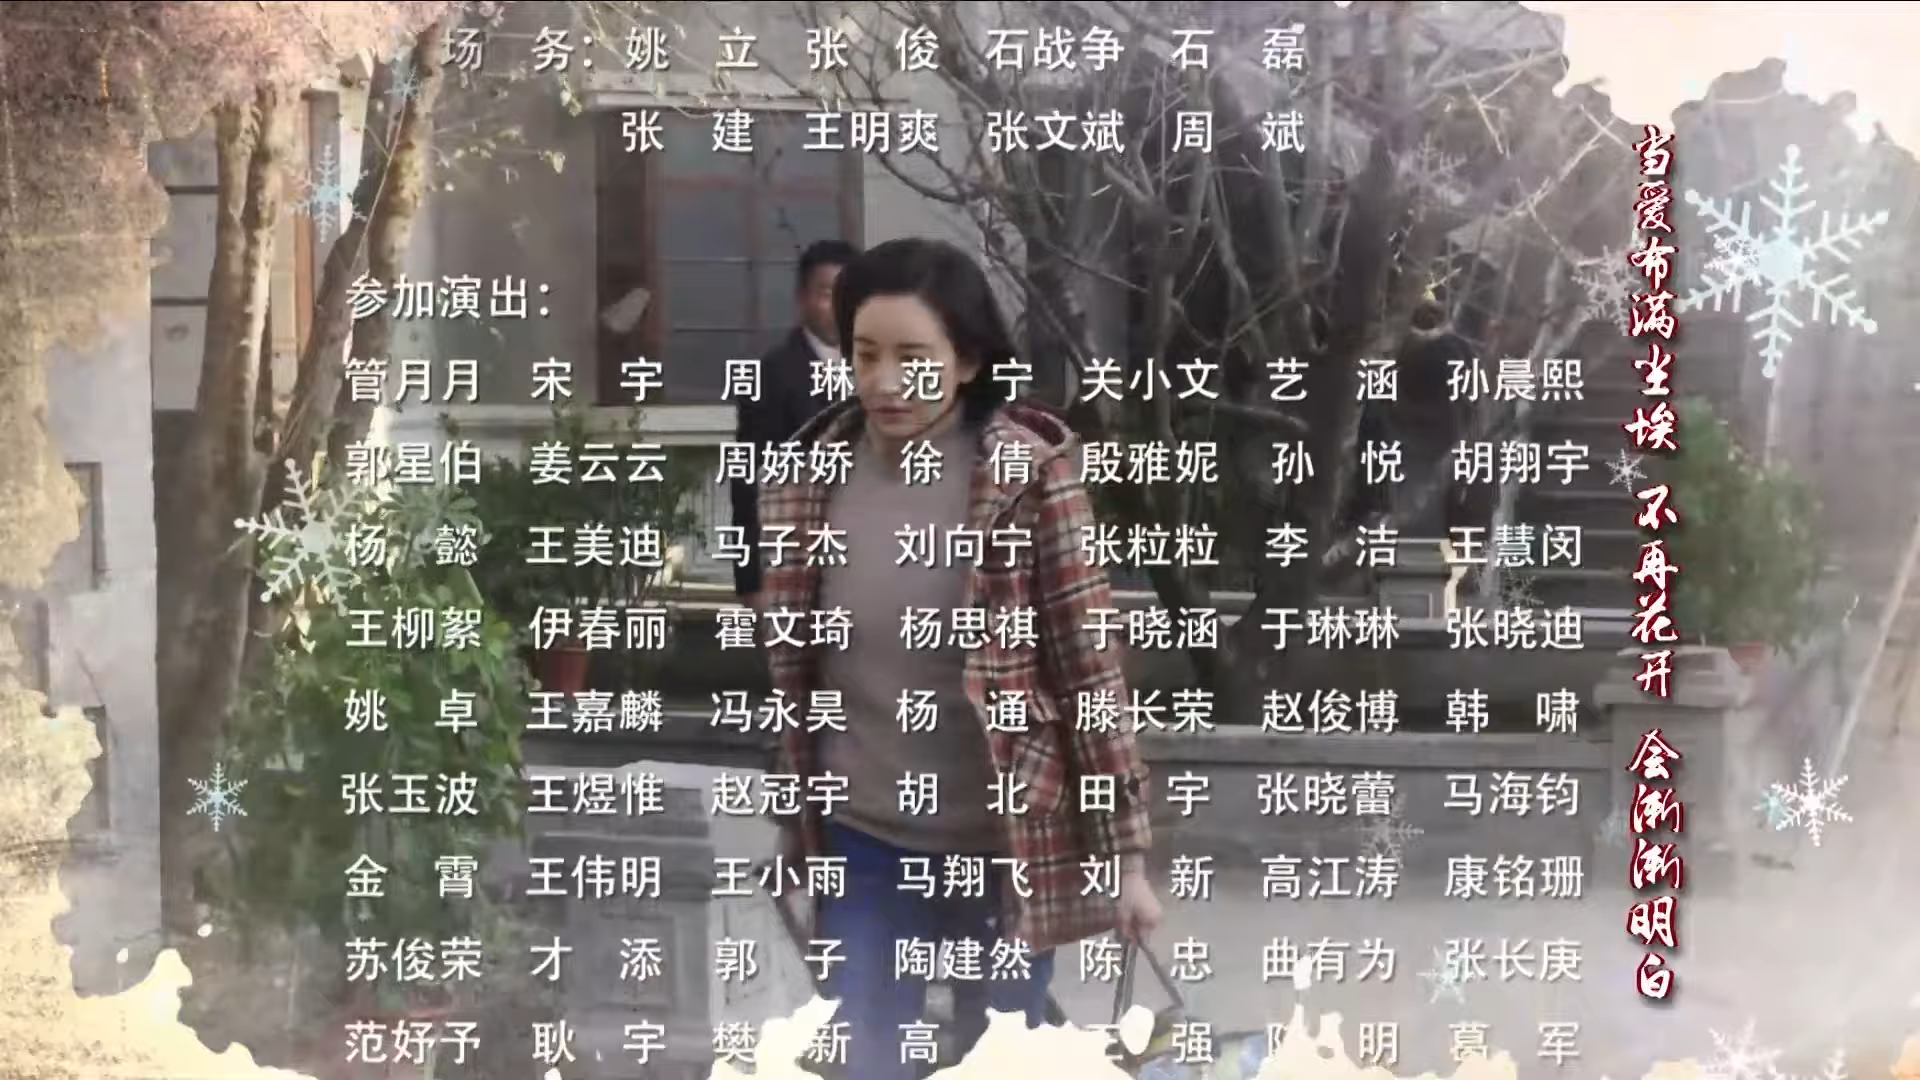 场 务：姚 立 张 俊 石战争 石 磊
张 建 王明爽 张文斌 周 斌
参加演出：
管月月 宋 宇 周 琳 范 宁 关小文 艺 涵 孙晨熙
郭星伯 姜云云 周娇娇 徐 倩 殷雅妮 孙 悦 胡翔宇
杨 懿 王美迪 马子杰 刘向宁 张粒粒 李 洁 王慧闵
王柳絮 伊春丽 霍文琦 杨思祺 于晓涵 于琳琳 张晓迪
姚 卓 王嘉麟 冯永昊 杨 通 滕长荣 赵俊博 韩 啸
张玉波 王煜惟 赵冠宇 胡 北 田 宇 张晓蕾 马海钧
金 霄 王伟明 王小雨 马翔飞 刘 新 高江涛 康铭珊
苏俊荣 才 添 郭 子 陶建然 陈 忠 曲有为 张长庚
范妤予 耿 宇 樊 新 高 王 强 明 葛 军
当爱布满尘埃 不再花开 会渐渐明白